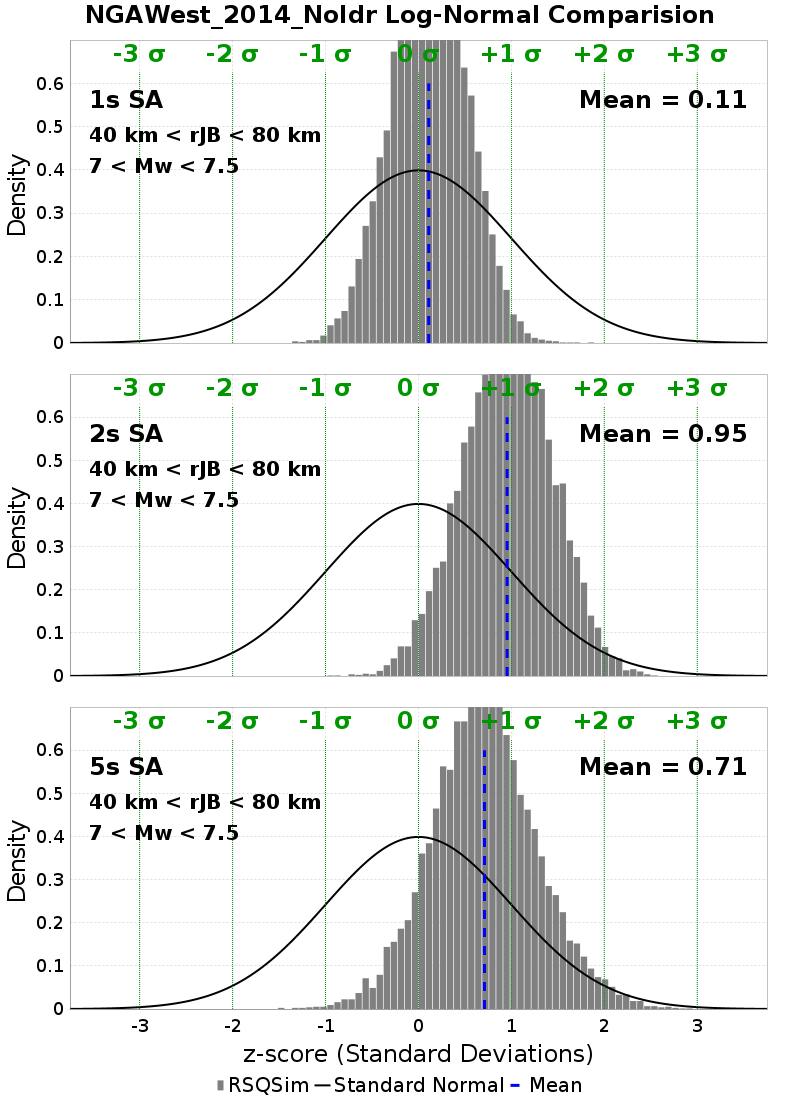 NGAWest_2014_NoIdr Log-Normal Comparision
-3 σ -2 σ -1 σ 0 σ +1 σ +2 σ +3 σ
1s SA Mean = 0.11
40 km < rJB < 80 km
7 < Mw < 7.5
Density
0.6
0.5
0.4
0.3
0.2
0.1
0
-3 σ -2 σ -1 σ 0 σ +1 σ +2 σ +3 σ
2s SA Mean = 0.95
40 km < rJB < 80 km
7 < Mw < 7.5
Density
0.6
0.5
0.4
0.3
0.2
0.1
0
-3 σ -2 σ -1 σ 0 σ +1 σ +2 σ +3 σ
5s SA Mean = 0.71
40 km < rJB < 80 km
7 < Mw < 7.5
Density
0.6
0.5
0.4
0.3
0.2
0.1
0
-3 -2 -1 0 1 2 3
z-score (Standard Deviations)
RSQSim Standard Normal Mean